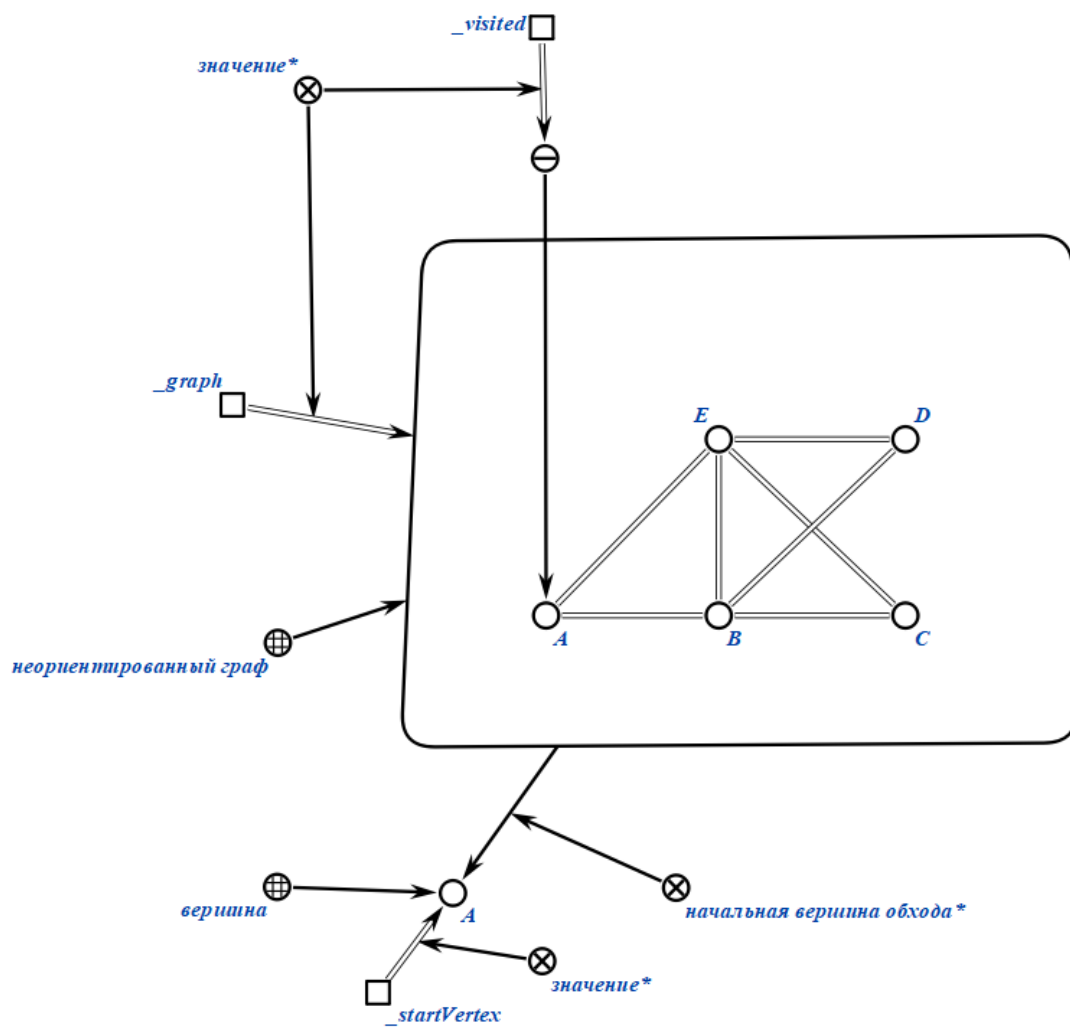 _visited
значение*
_graph
E
D
A
B
C
неориентированный граф
вершина
A
начальная вершина обхода*
значение*
_startVertex